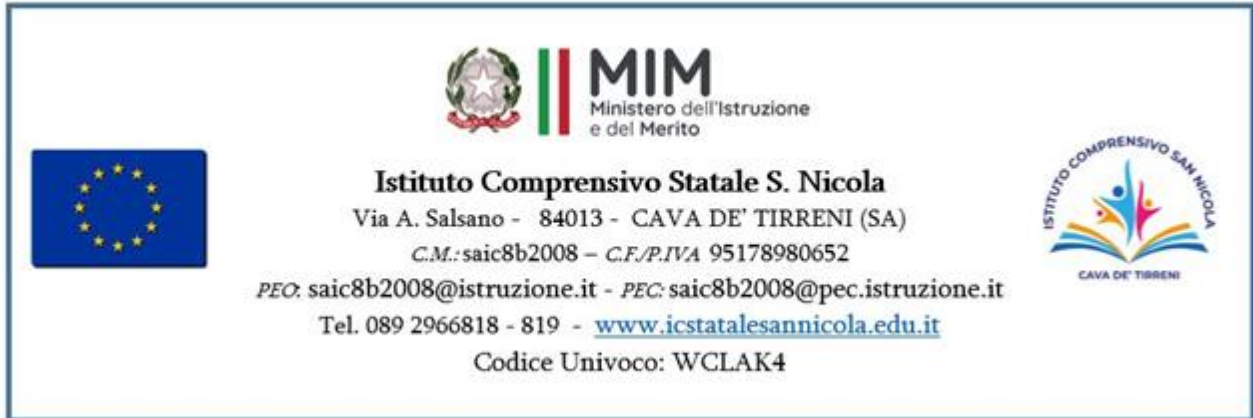 MIM
Ministero dell'Istruzione
e del Merito
Istituto Comprensivo Statale S. Nicola
Via A. Salsano - 84013 - CAVA DE' TIRRENI (SA)
C.M.: saic8b2008 – C.F./P.IVA 95178980652
PEO: saic8b2008@istruzione.it - PEC: saic8b2008@pec.istruzione.it
Tel. 089 2966818 - 819 - www.icstatalesannicola.edu.it
Codice Univoco: WCLAK4
ISTITUTO COMPRENSIVO SAN NICOLA
CAVA DE' TIRRENI